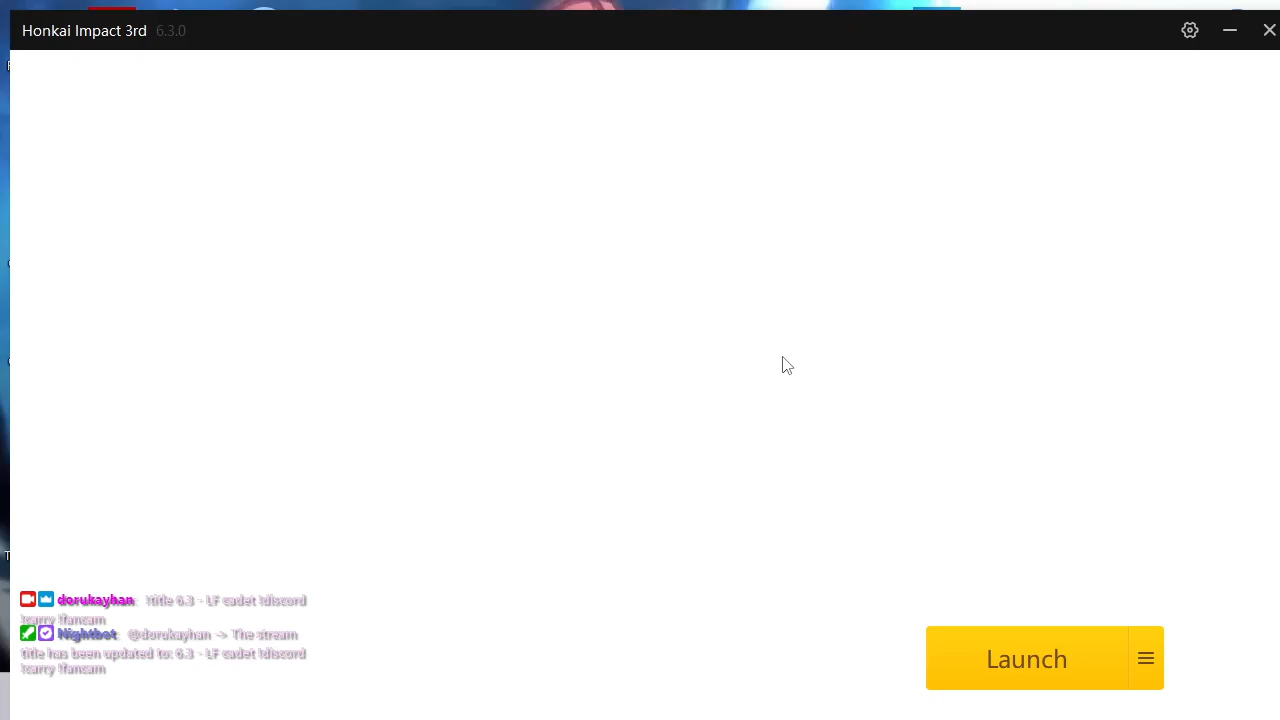 Honkai Impact 3rd 6.3.0
dorukayhan: !title 6.3 - LF cadet !discord
!carry !fancam
Nightbot: @dorukayhan -> The stream
title has been updated to: 6.3 - LF cadet !discord
!carry !fancam
Launch